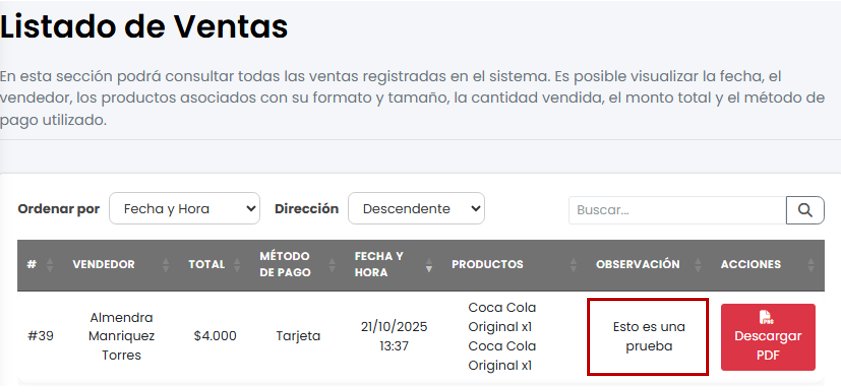 Listado de Ventas
En esta sección podrá consultar todas las ventas registradas en el sistema. Es posible visualizar la fecha, el
vendedor, los productos asociados con su formato y tamaño, la cantidad vendida, el monto total y el método de
pago utilizado.
Ordenar por Fecha y Hora Dirección Descendente Buscar...
# VENDEDOR TOTAL MÉTODO DE PAGO FECHA Y HORA PRODUCTOS OBSERVACIÓN ACCIONES
#39
Almendra
Manriquez
Torres
$4.000
Tarjeta
21/10/2025
13:37
Coca Cola
Original x1
Coca Cola
Original x1
Esto es una
prueba
Descargar
PDF